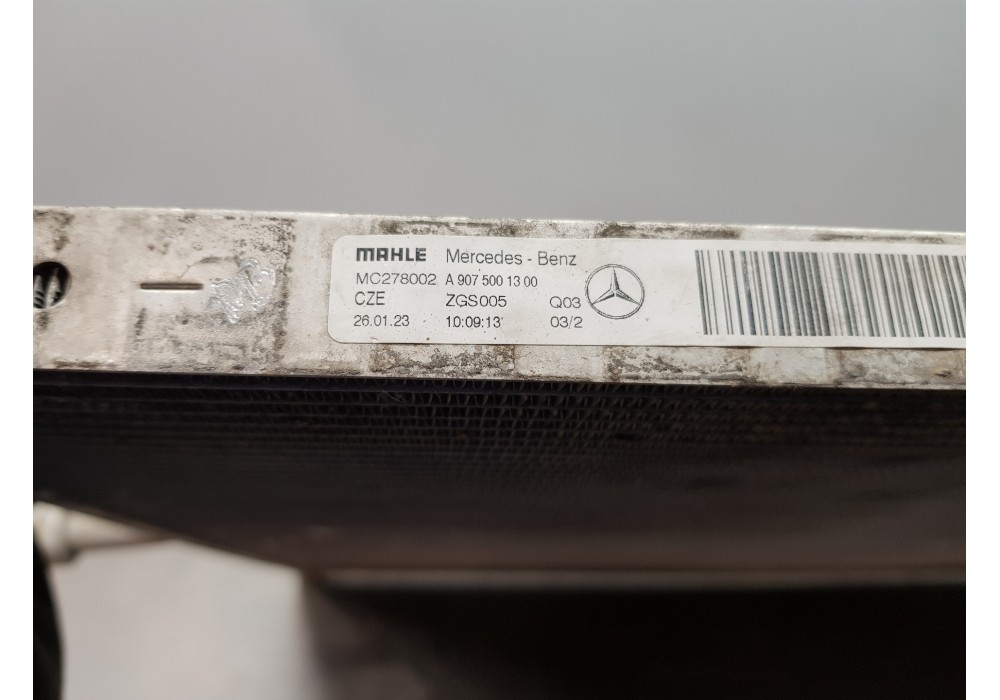 MAHLE Mercedes - Benz
MC278002 A 907 500 13 00
CZE ZGS005 Q03
26.01.23 10:09:13 03/2